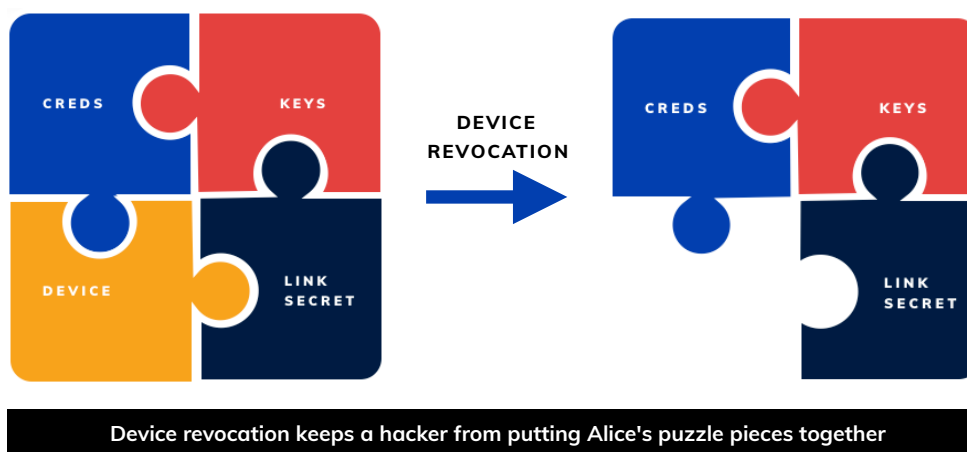 CREDS
KEYS
DEVICE
LINK
SECRET
DEVICE
REVOCATION
CREDS
KEYS
LINK
SECRET
Device revocation keeps a hacker from putting Alice's puzzle pieces together